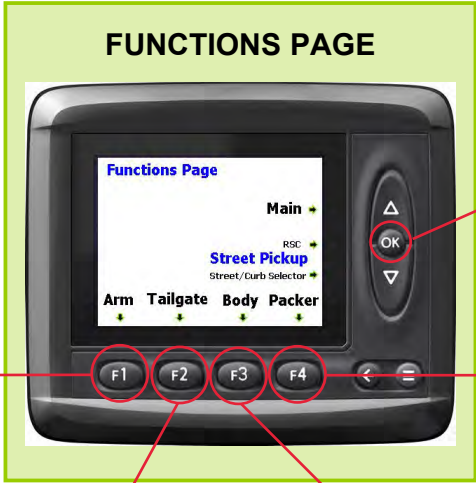 FUNCTIONS PAGE
Functions Page
Main
RSC
Street Pickup
Street/Curb Selector
Arm Tailgate Body Packer
OK
F1 F2 F3 F4